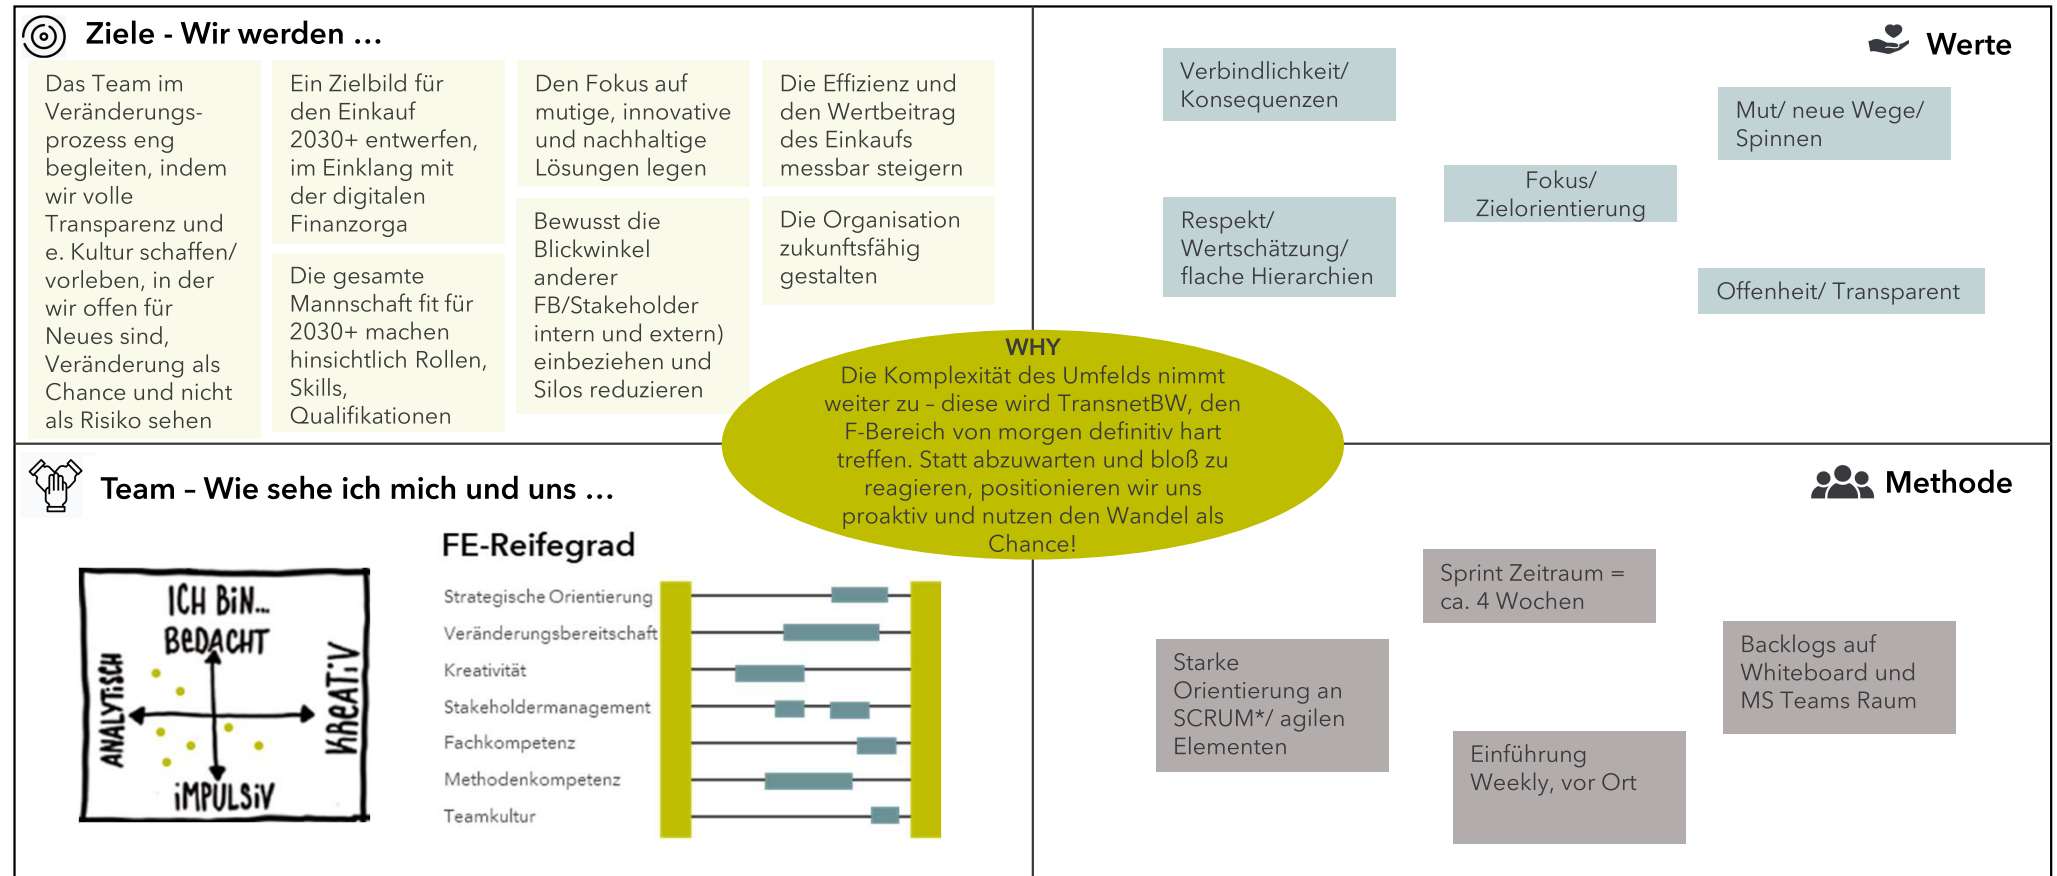 Ziele - Wir werden ...
Das Team im
Veränderungs-
prozess eng
begleiten, indem
wir volle
Transparenz und
e. Kultur schaffen/
vorleben, in der
wir offen für
Neues sind,
Veränderung als
Chance und nicht
als Risiko sehen
Ein Zielbild für
den Einkauf
2030+ entwerfen,
im Einklang mit
der digitalen
Finanzorga
Die gesamte
Mannschaft fit für
2030+ machen
hinsichtlich Rollen,
Skills,
Qualifikationen
Den Fokus auf
mutige, innovative
und nachhaltige
Lösungen legen
Bewusst die
Blickwinkel
anderer
FB/Stakeholder
intern und extern)
einbeziehen und
Silos reduzieren
Die Effizienz und
den Wertbeitrag
des Einkaufs
messbar steigern
Die Organisation
zukunftsfähig
gestalten
Werte
Verbindlichkeit/
Konsequenzen
Mut/ neue Wege/
Spinnen
Fokus/
Zielorientierung
Respekt/
Wertschätzung/
flache Hierarchien
Offenheit/ Transparent
WHY
Die Komplexität des Umfelds nimmt
weiter zu – diese wird TransnetBW, den
F-Bereich von morgen definitiv hart
treffen. Statt abzuwarten und bloß zu
reagieren, positionieren wir uns
proaktiv und nutzen den Wandel als
Chance!
Team – Wie sehe ich mich und uns ...
ICH BiN...
BEDACHT
ANALYTiSCH
KREATiV
iMPULSiV
FE-Reifegrad
Strategische Orientierung
Veränderungsbereitschaft
Kreativität
Stakeholdermanagement
Fachkompetenz
Methodenkompetenz
Teamkultur
Methode
Sprint Zeitraum =
ca. 4 Wochen
Starke
Orientierung an
SCRUM*/ agilen
Elementen
Backlogs auf
Whiteboard und
MS Teams Raum
Einführung
Weekly, vor Ort